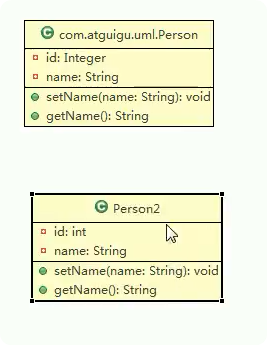 C com.atguigu.uml.Person
id: Integer
name: String
setName(name: String): void
getName(): String
C Person2
id: int
name: String
setName(name: String): void
getName(): String